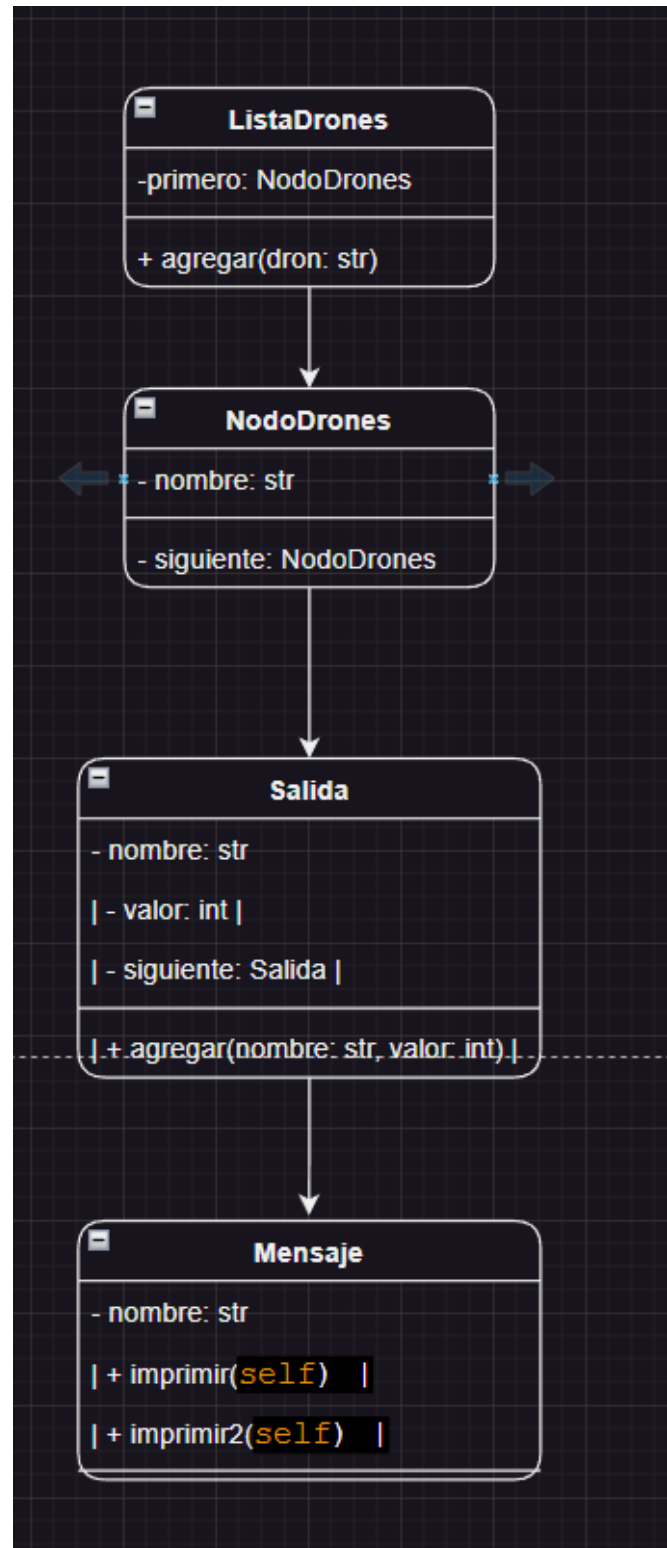 ListaDrones
-primero: NodoDrones
+ agregar(dron: str)
NodoDrones
- nombre: str
- siguiente: NodoDrones
Salida
- nombre: str
| - valor: int |
| - siguiente: Salida |
| + agregar(nombre: str, valor: int) |
Mensaje
- nombre: str
| + imprimir(self) |
| + imprimir2(self) |